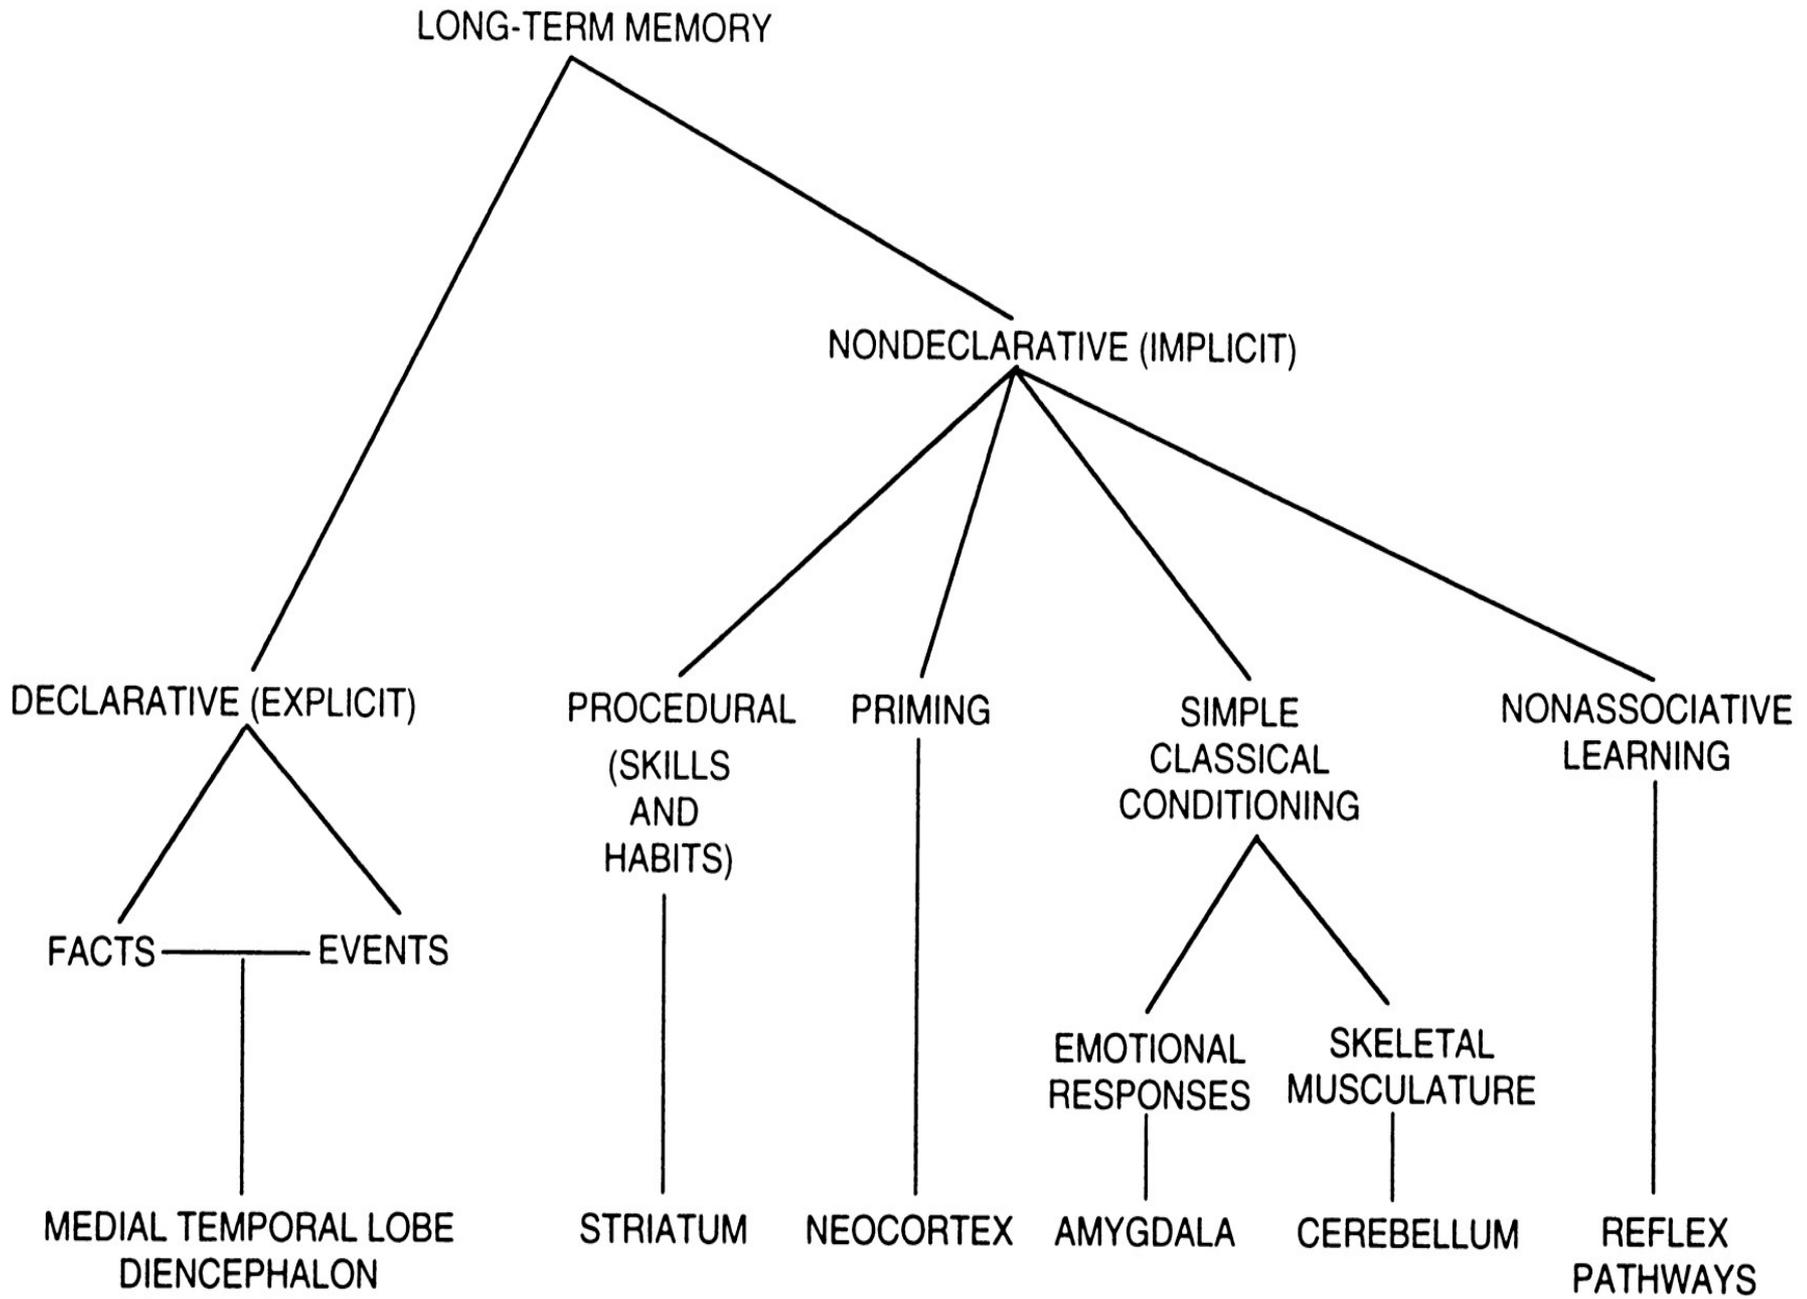 LONG-TERM MEMORY
NONDECLARATIVE (IMPLICIT)
DECLARATIVE (EXPLICIT)
PROCEDURAL
(SKILLS
AND
HABITS)
PRIMING
SIMPLE
CLASSICAL
CONDITIONING
NONASSOCIATIVE
LEARNING
FACTS
EVENTS
EMOTIONAL
RESPONSES
SKELETAL
MUSCULATURE
MEDIAL TEMPORAL LOBE
DIENCEPHALON
STRIATUM
NEOCORTEX
AMYGDALA
CEREBELLUM
REFLEX
PATHWAYS